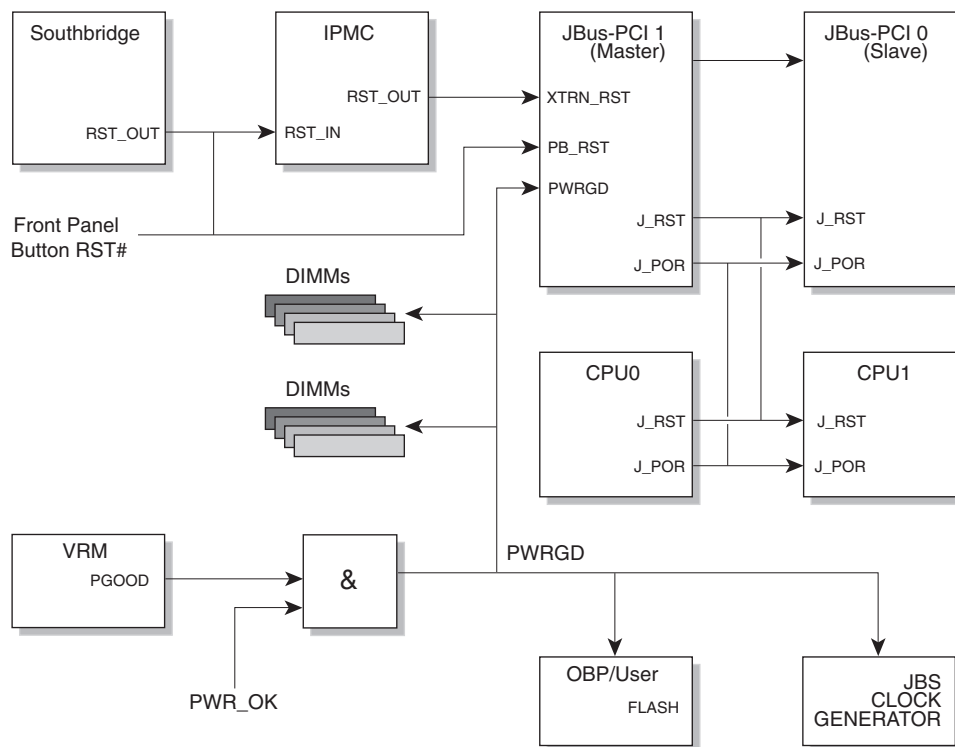 Southbridge
RST_OUT
IPMC
RST_OUT
RST_IN
JBus-PCI 1
(Master)
XTRN_RST
PB_RST
PWRGD
J_RST
J_POR
JBus-PCI 0
(Slave)
J_RST
J_POR
Front Panel
Button RST#
DIMMs
DIMMs
CPU0
J_RST
J_POR
CPU1
J_RST
J_POR
VRM
PGOOD
&
PWRGD
PWR_OK
OBP/User
FLASH
JBS
CLOCK
GENERATOR